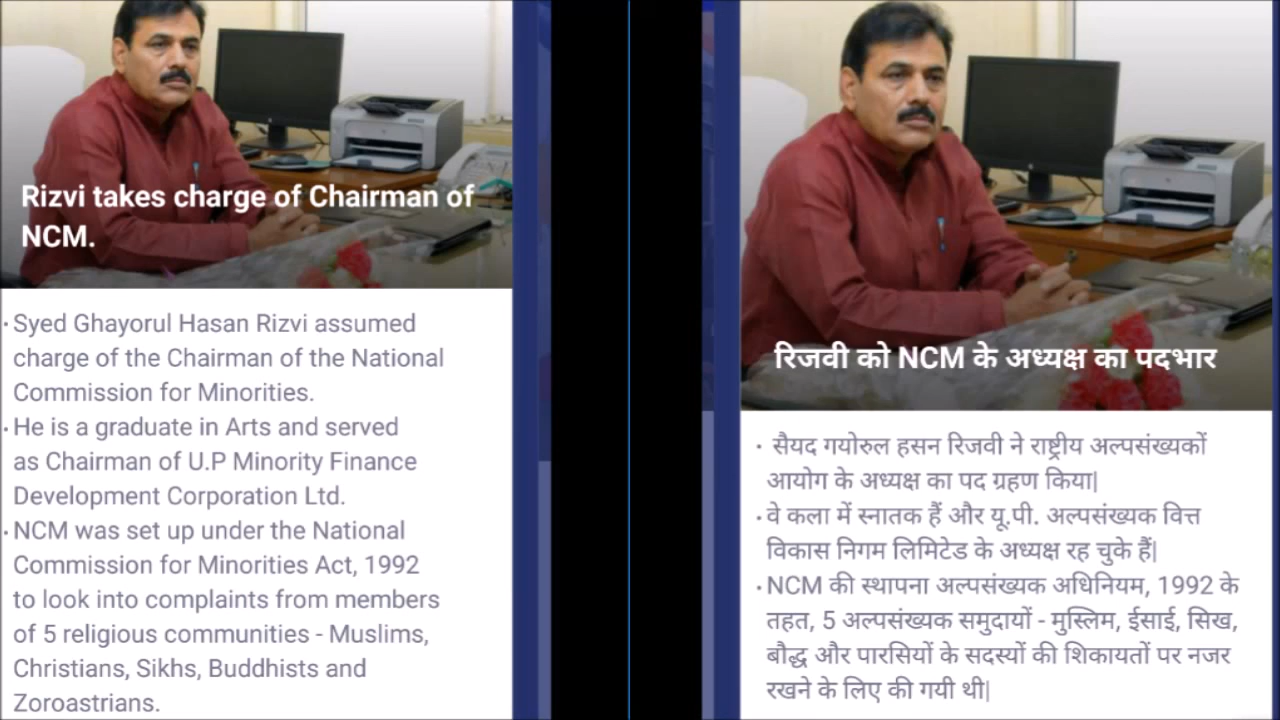 Rizvi takes charge of Chairman of
NCM.
· Syed Ghayorul Hasan Rizvi assumed
charge of the Chairman of the National
Commission for Minorities.
· He is a graduate in Arts and served
as Chairman of U.P Minority Finance
Development Corporation Ltd.
· NCM was set up under the National
Commission for Minorities Act, 1992
to look into complaints from members
of 5 religious communities - Muslims,
Christians, Sikhs, Buddhists and
Zoroastrians.
रिजवी को NCM के अध्यक्ष का पदभार
· सैयद गयोरुल हसन रिजवी ने राष्ट्रीय अल्पसंख्यकों
आयोग के अध्यक्ष का पद ग्रहण किया|
· वे कला में स्नातक हैं और यू.पी. अल्पसंख्यक वित्त
विकास निगम लिमिटेड के अध्यक्ष रह चुके हैं|
· NCM की स्थापना अल्पसंख्यक अधिनियम, 1992 के
तहत, 5 अल्पसंख्यक समुदायों - मुस्लिम, ईसाई, सिख,
बौद्ध और पारसियों के सदस्यों की शिकायतों पर नजर
रखने के लिए की गयी थी|